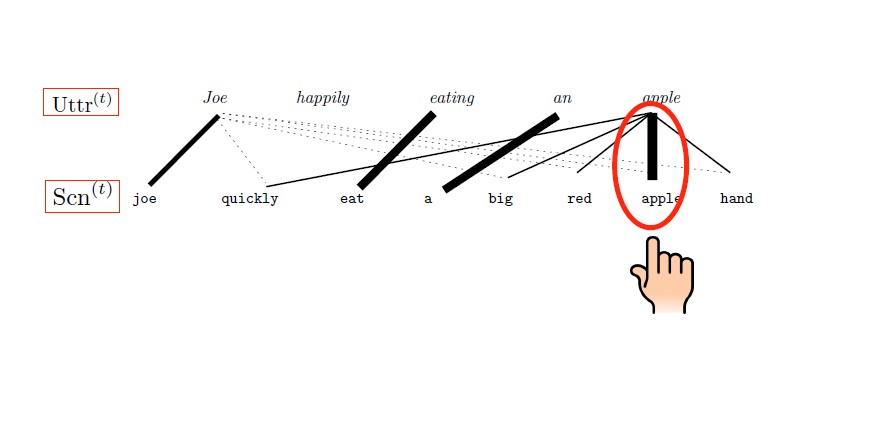 Uttr(t) Joe happily eating an apple
Scn(t) joe quickly eat a big red apple hand